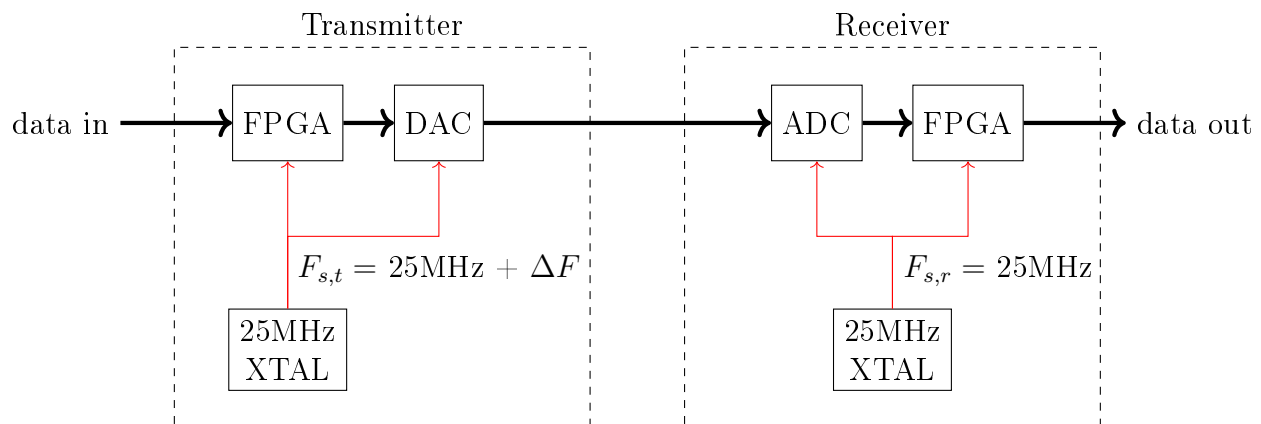 Transmitter
Receiver
data in
FPGA
DAC
ADC
FPGA
data out
F_{s,t} = 25MHz + ΔF
F_{s,r} = 25MHz
25MHz
XTAL
25MHz
XTAL